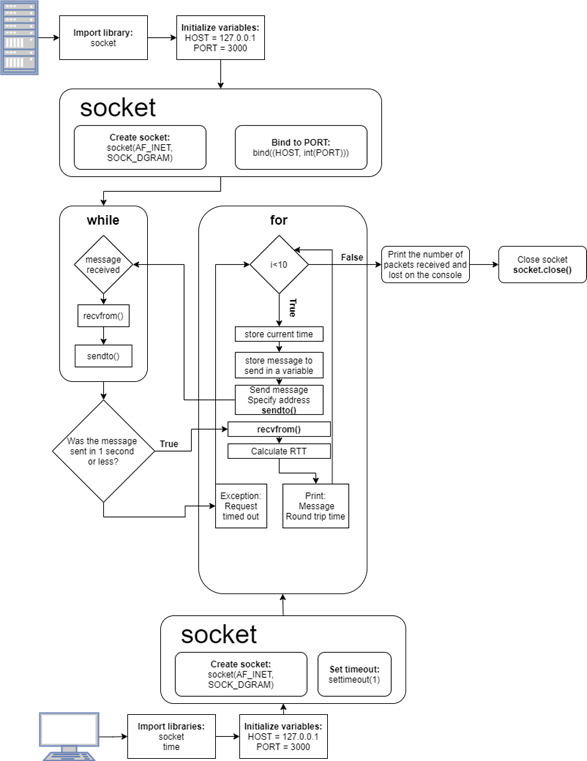 Import library:
socket
Initialize variables:
HOST = 127.0.0.1
PORT = 3000
socket
Create socket:
socket(AF_INET,
SOCK_DGRAM)
Bind to PORT:
bind((HOST, int(PORT)))
while
message
received
recvfrom()
sendto()
Was the message
sent in 1 second
or less?
True
for
i<10
False
True
store current time
store message to
send in a variable
Send message
Specify address
sendto()
recvfrom()
Calculate RTT
Exception:
Request
timed out
Print:
Message
Round trip time
Print the number of
packets received and
lost on the console
Close socket
socket.close()
socket
Create socket:
socket(AF_INET,
SOCK_DGRAM)
Set timeout:
settimeout(1)
Import libraries:
socket
time
Initialize variables:
HOST = 127.0.0.1
PORT = 3000